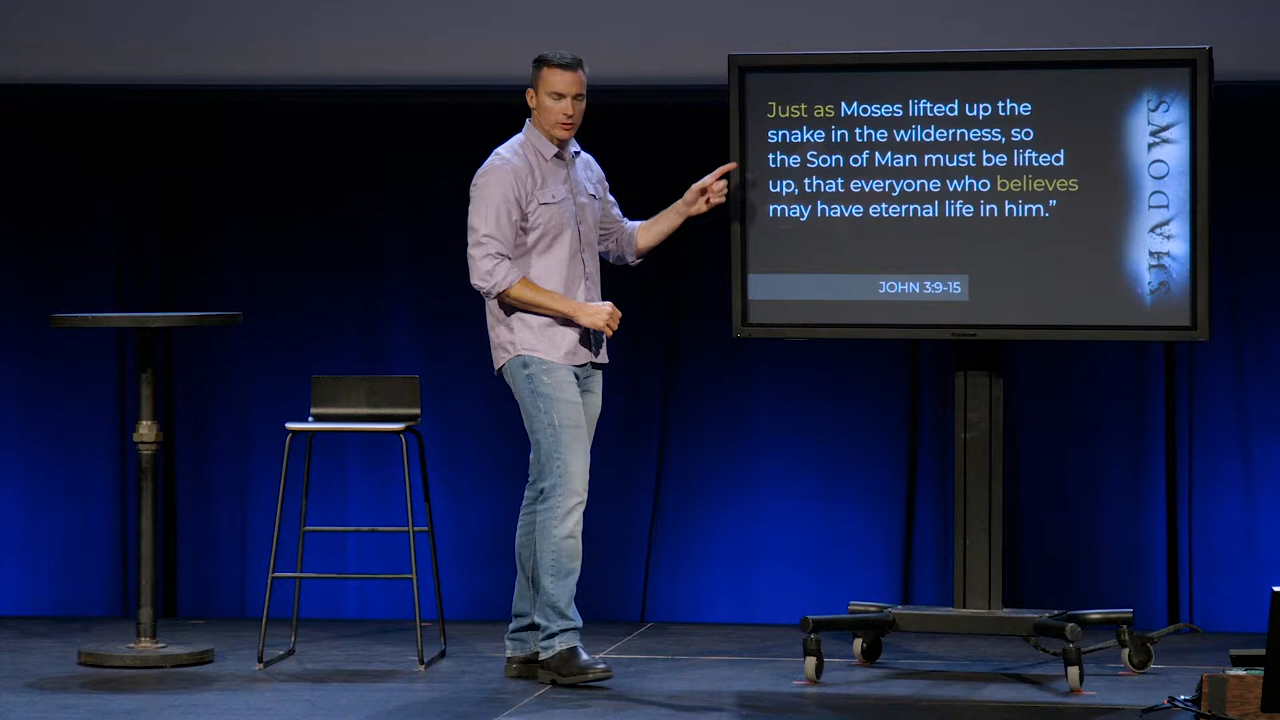 Just as Moses lifted up the
snake in the wilderness, so
the Son of Man must be lifted
up, that everyone who believes
may have eternal life in him.”
JOHN 3:9-15
SHADOWS